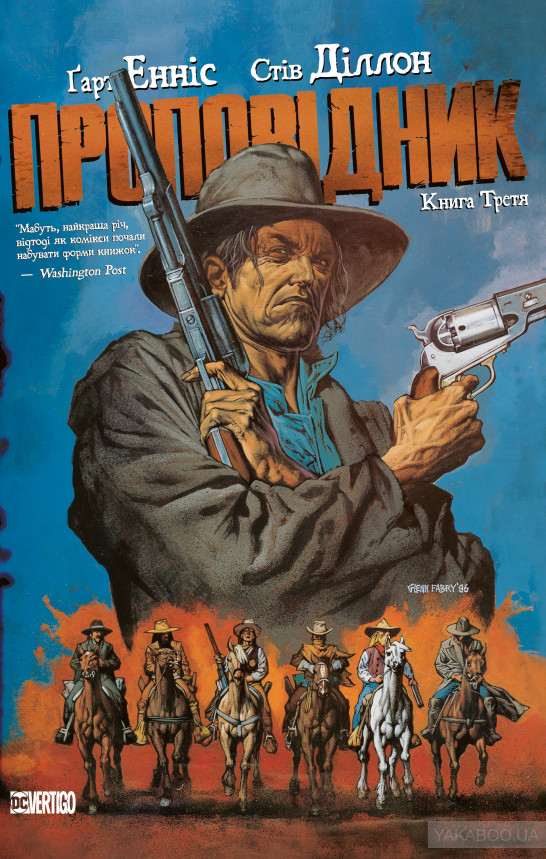 Ґарт Енніс Стів Діллон
ПРОПОВІДНИК
Книга Третя
"Мабуть, найкраща річ,
відтоді як комікси почали
набувати форми книжок".
— Washington Post
GLENN FABRY '96
DC VERTIGO
YAKABOO.UA